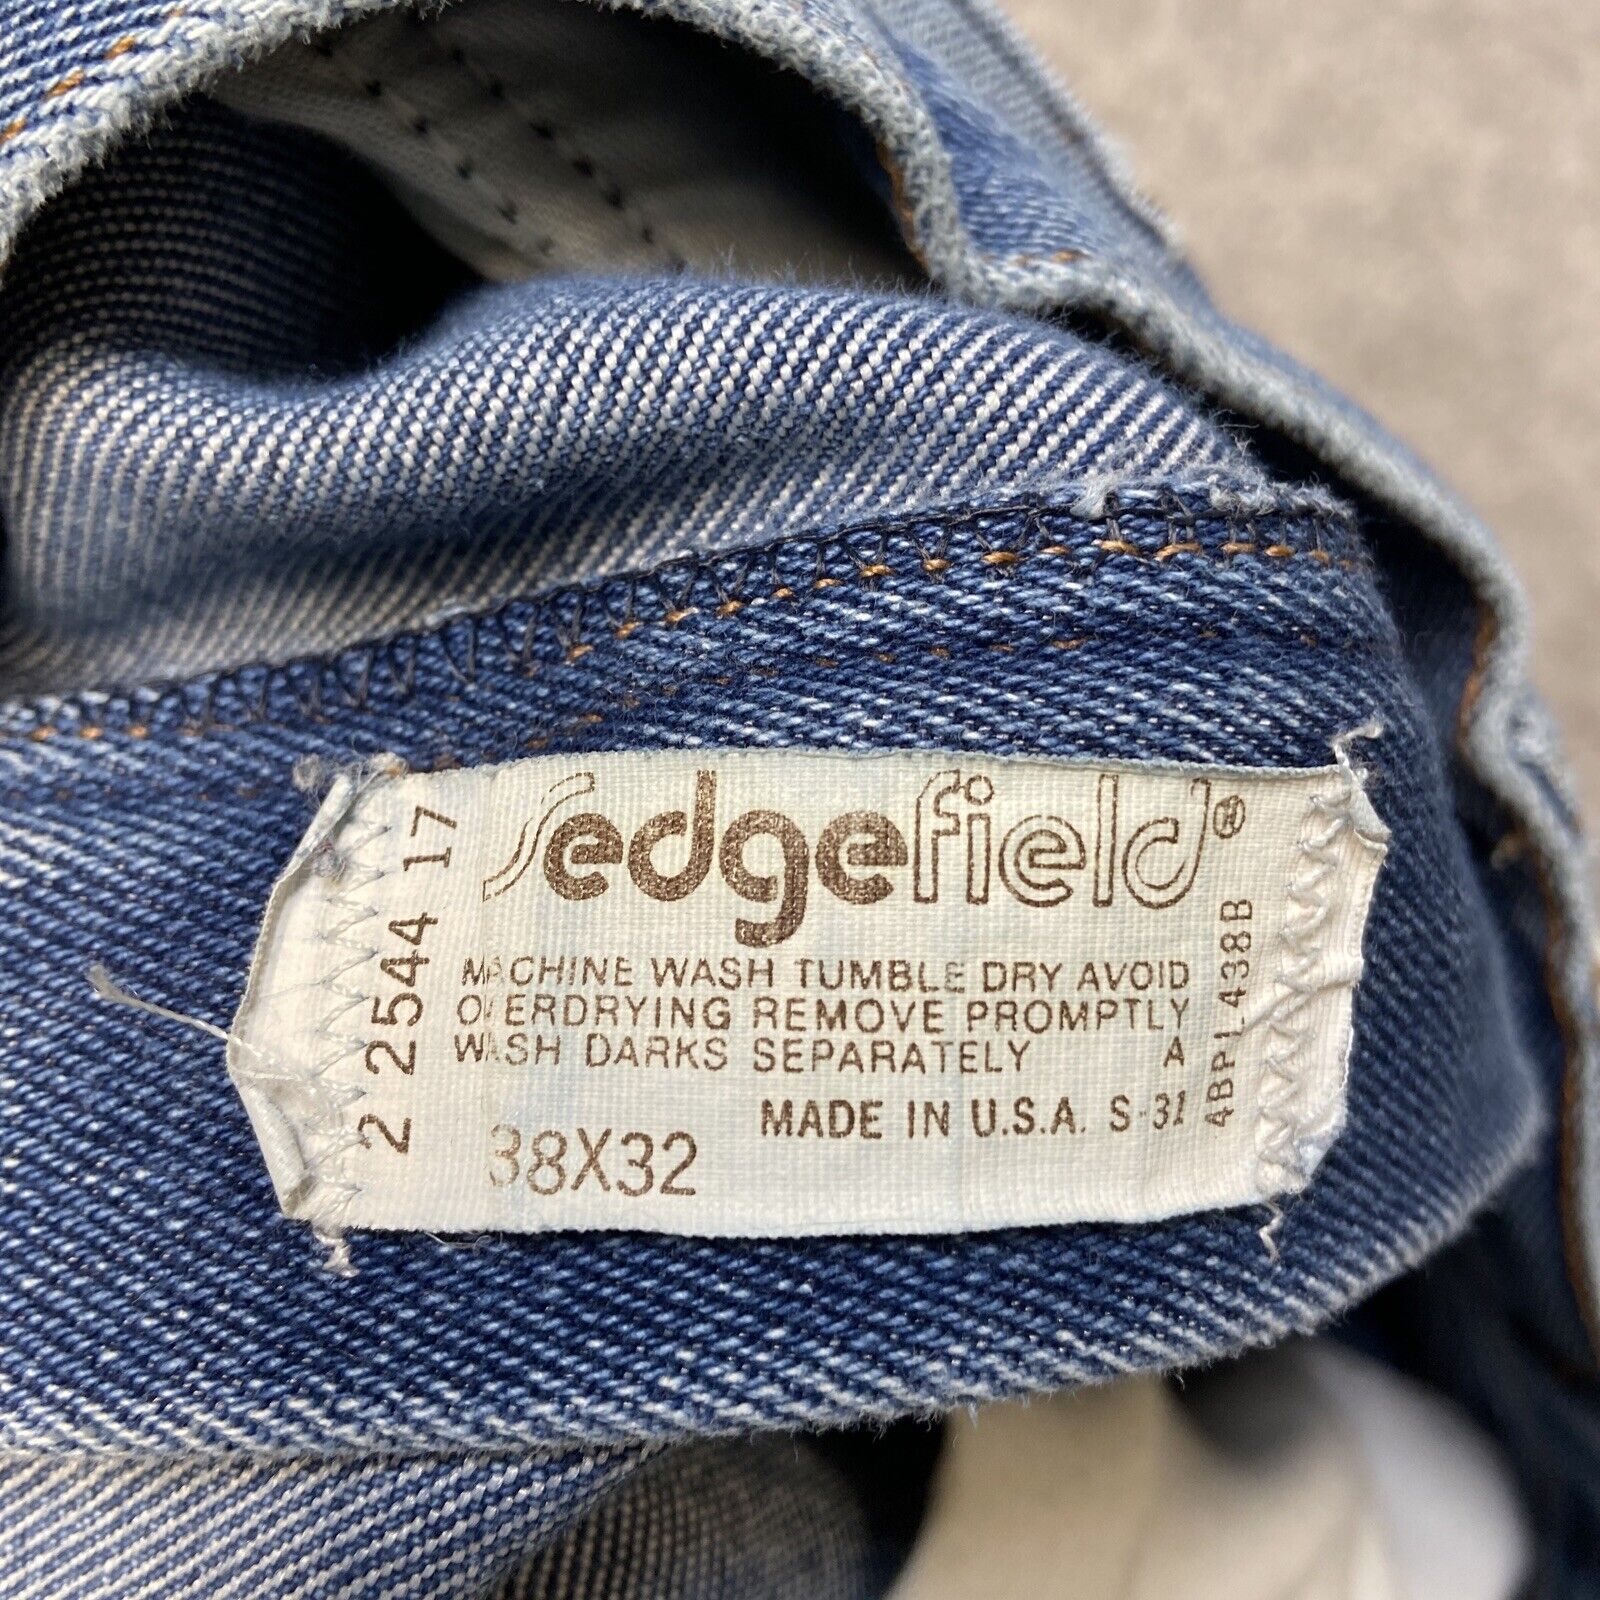 Sedgefield®
MACHINE WASH TUMBLE DRY AVOID
OVERDRYING REMOVE PROMPTLY
WASH DARKS SEPARATELY A
MADE IN U.S.A. S-31
38X32
2 2544 17
4BPL438B